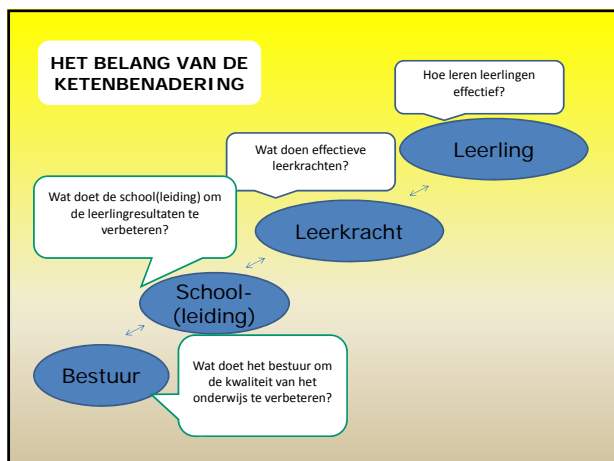 HET BELANG VAN DE
KETENBENADERING
Hoe leren leerlingen
effectief?
Leerling
Wat doen effectieve
leerkrachten?
Leerkracht
Wat doet de school(leiding) om
de leerlingresultaten te
verbeteren?
School-
(leiding)
Wat doet het bestuur om
de kwaliteit van het
onderwijs te verbeteren?
Bestuur